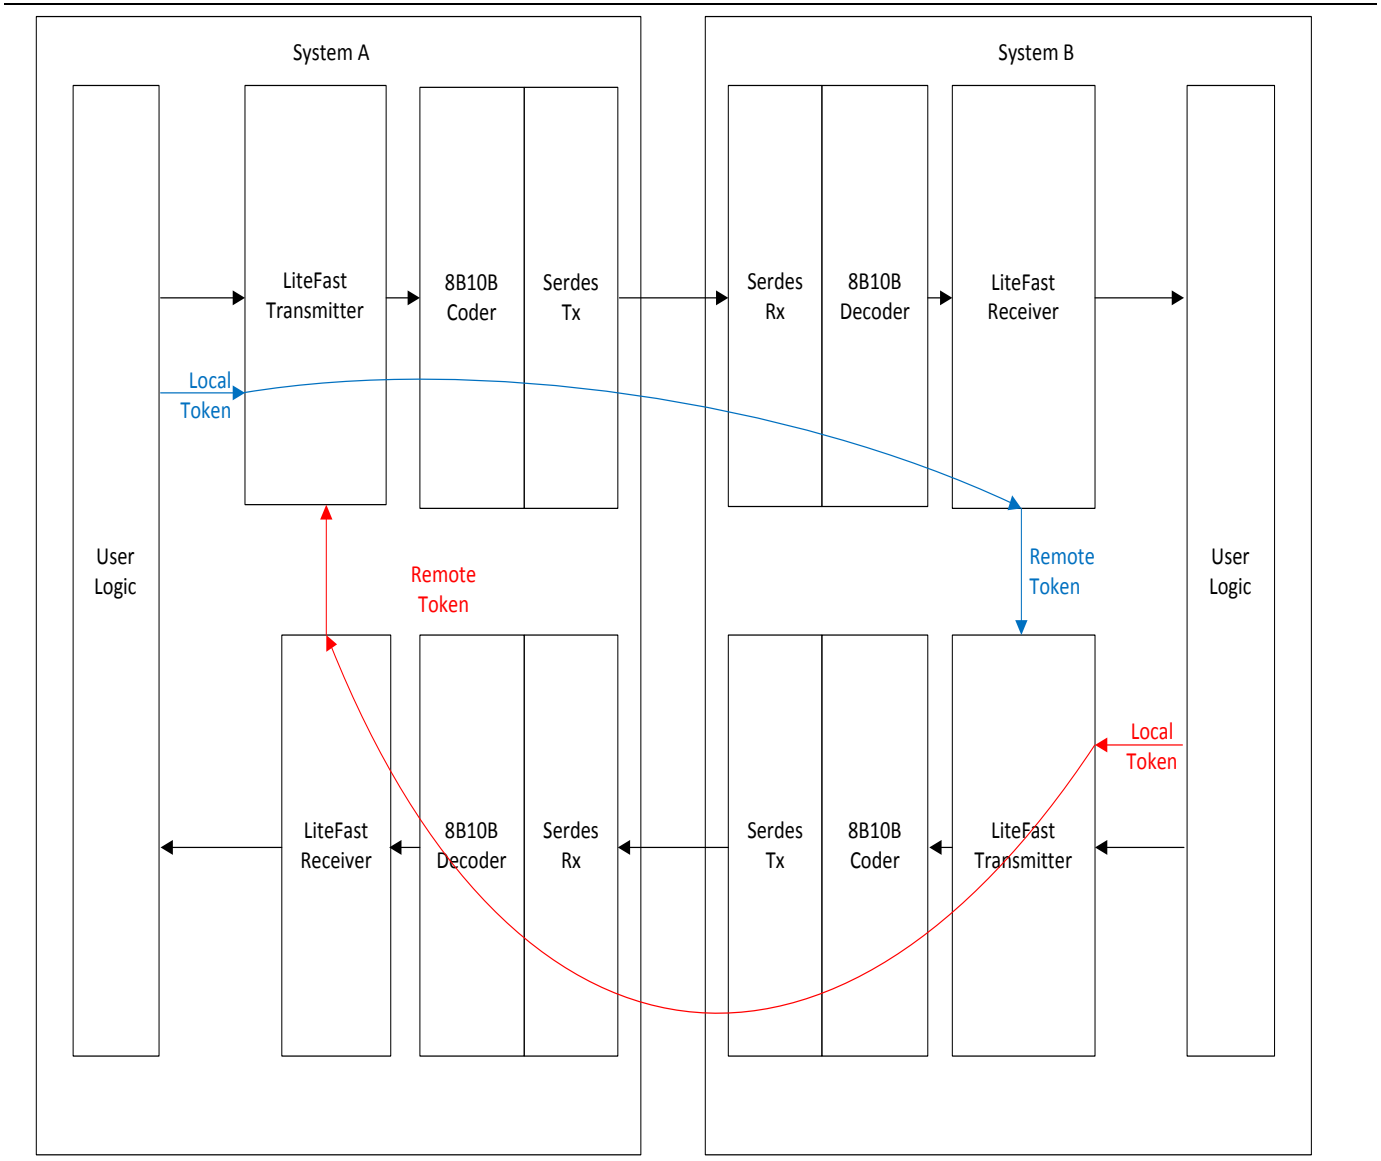 System A
System B
LiteFast
Transmitter
8B10B
Coder
Serdes
Tx
Serdes
Rx
8B10B
Decoder
LiteFast
Receiver
Local
Token
User
Logic
Remote
Token
Remote
Token
User
Logic
Local
Token
LiteFast
Receiver
8B10B
Decoder
Serdes
Rx
Serdes
Tx
8B10B
Coder
LiteFast
Transmitter